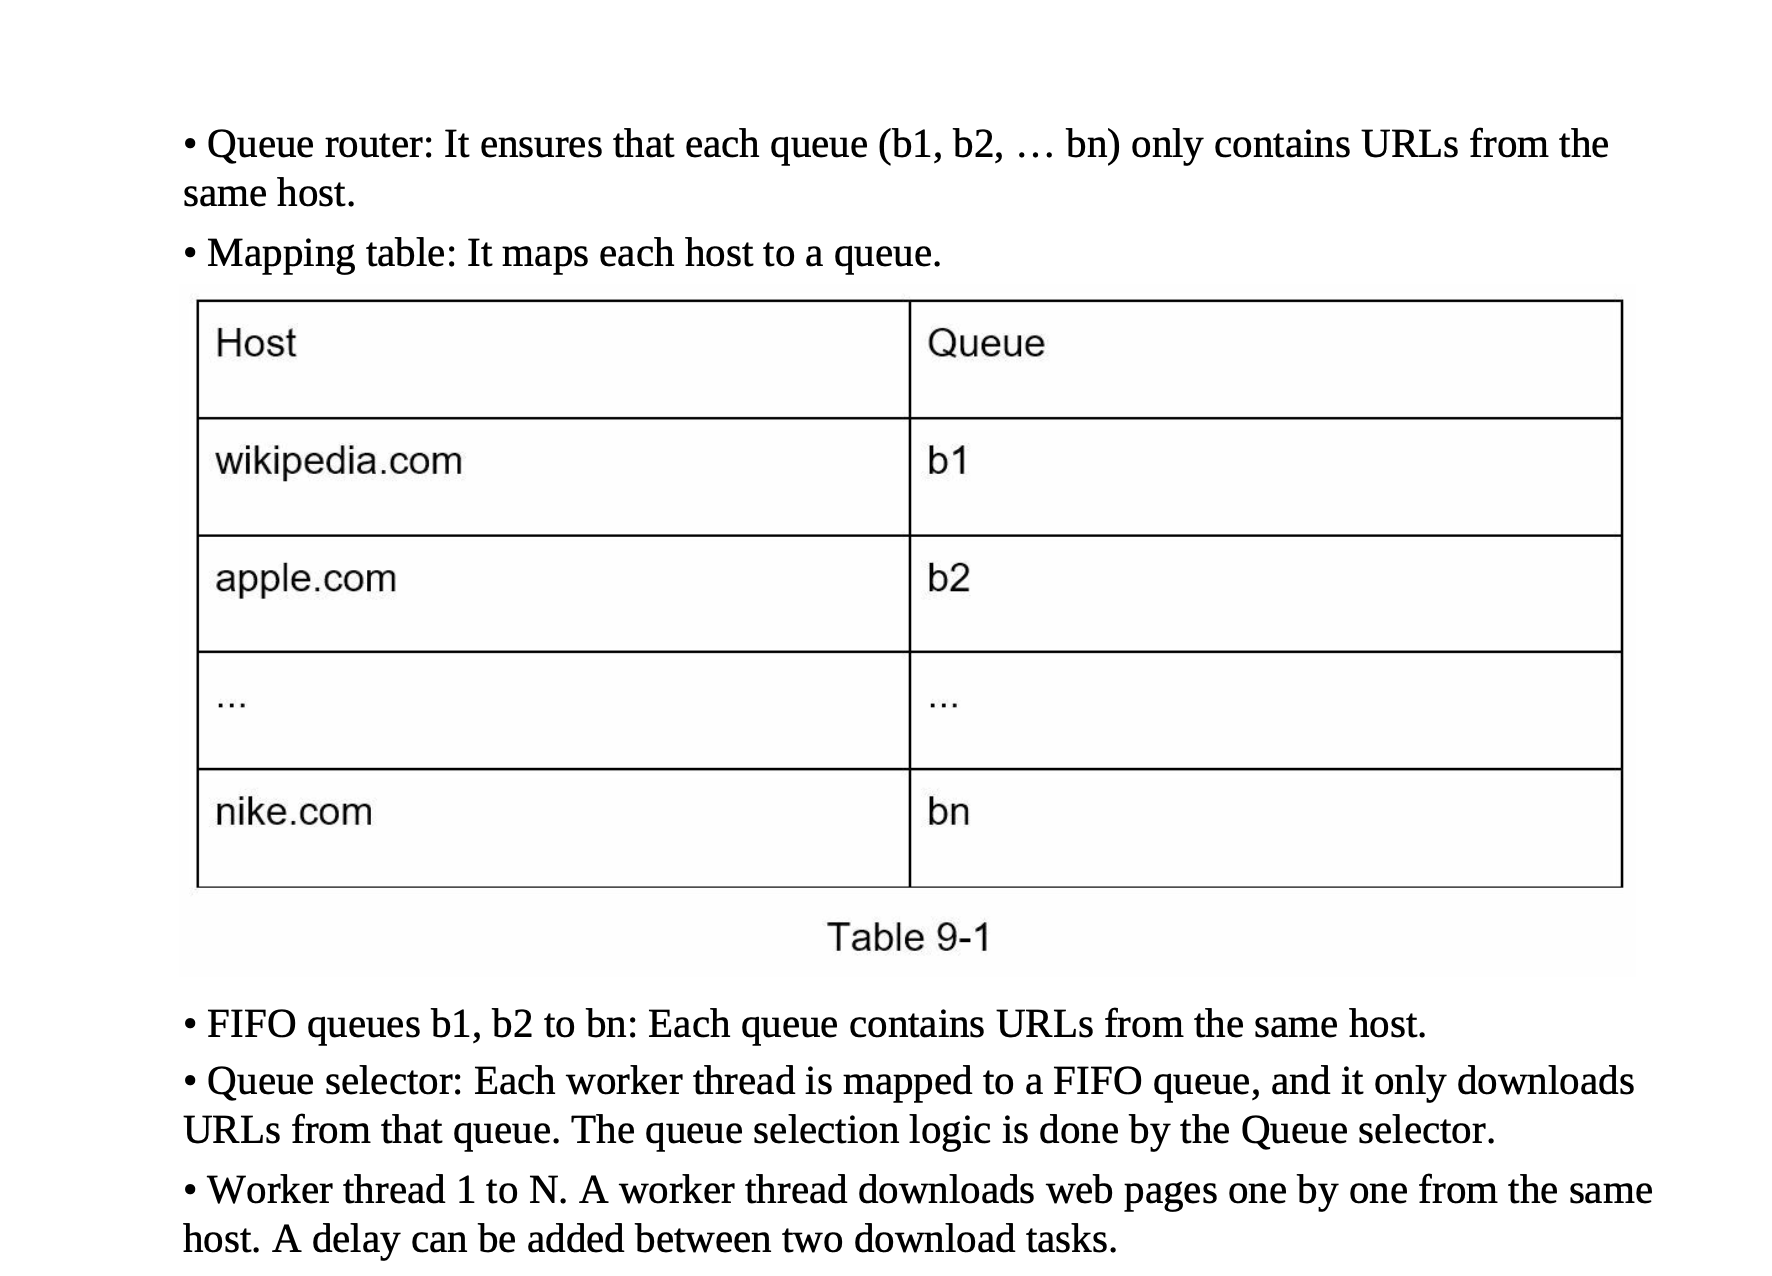 • Queue router: It ensures that each queue (b1, b2, … bn) only contains URLs from the
same host.
• Mapping table: It maps each host to a queue.
Host Queue
wikipedia.com b1
apple.com b2
... ...
nike.com bn
Table 9-1
• FIFO queues b1, b2 to bn: Each queue contains URLs from the same host.
• Queue selector: Each worker thread is mapped to a FIFO queue, and it only downloads
URLs from that queue. The queue selection logic is done by the Queue selector.
• Worker thread 1 to N. A worker thread downloads web pages one by one from the same
host. A delay can be added between two download tasks.